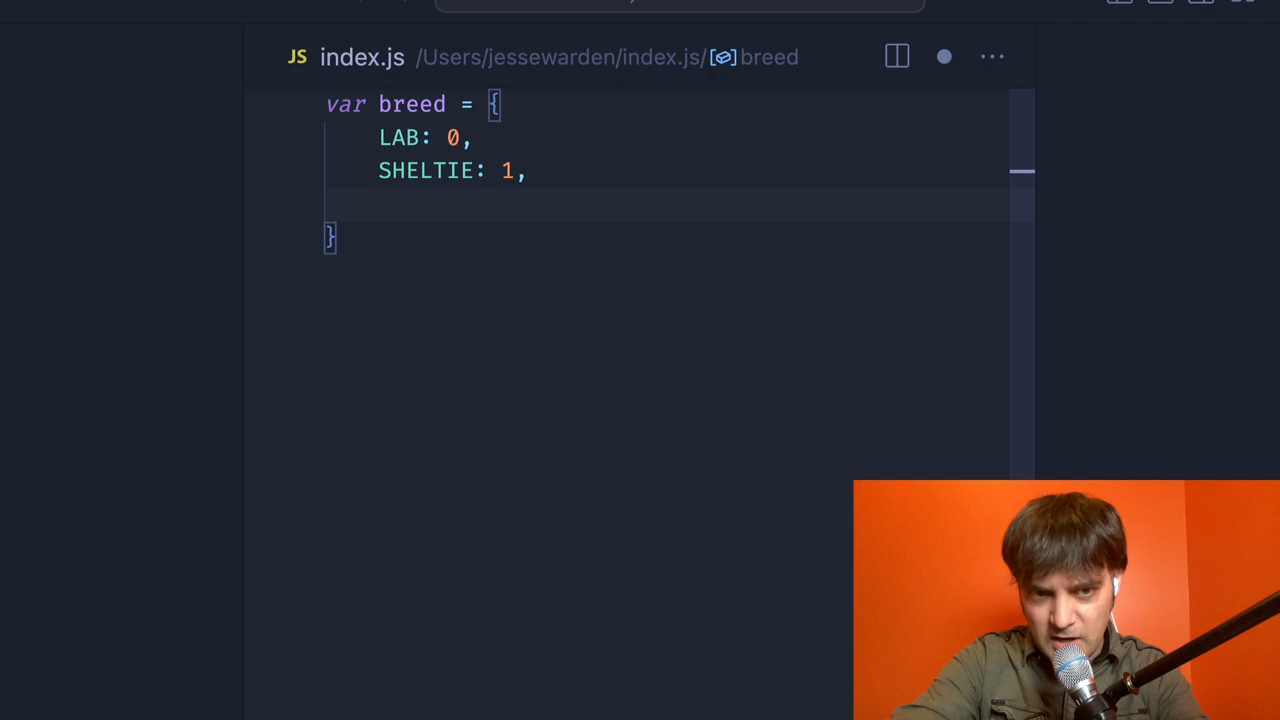 JS index.js /Users/jessewarden/index.js/breed
var breed = {
LAB: 0,
SHELTIE: 1,
}